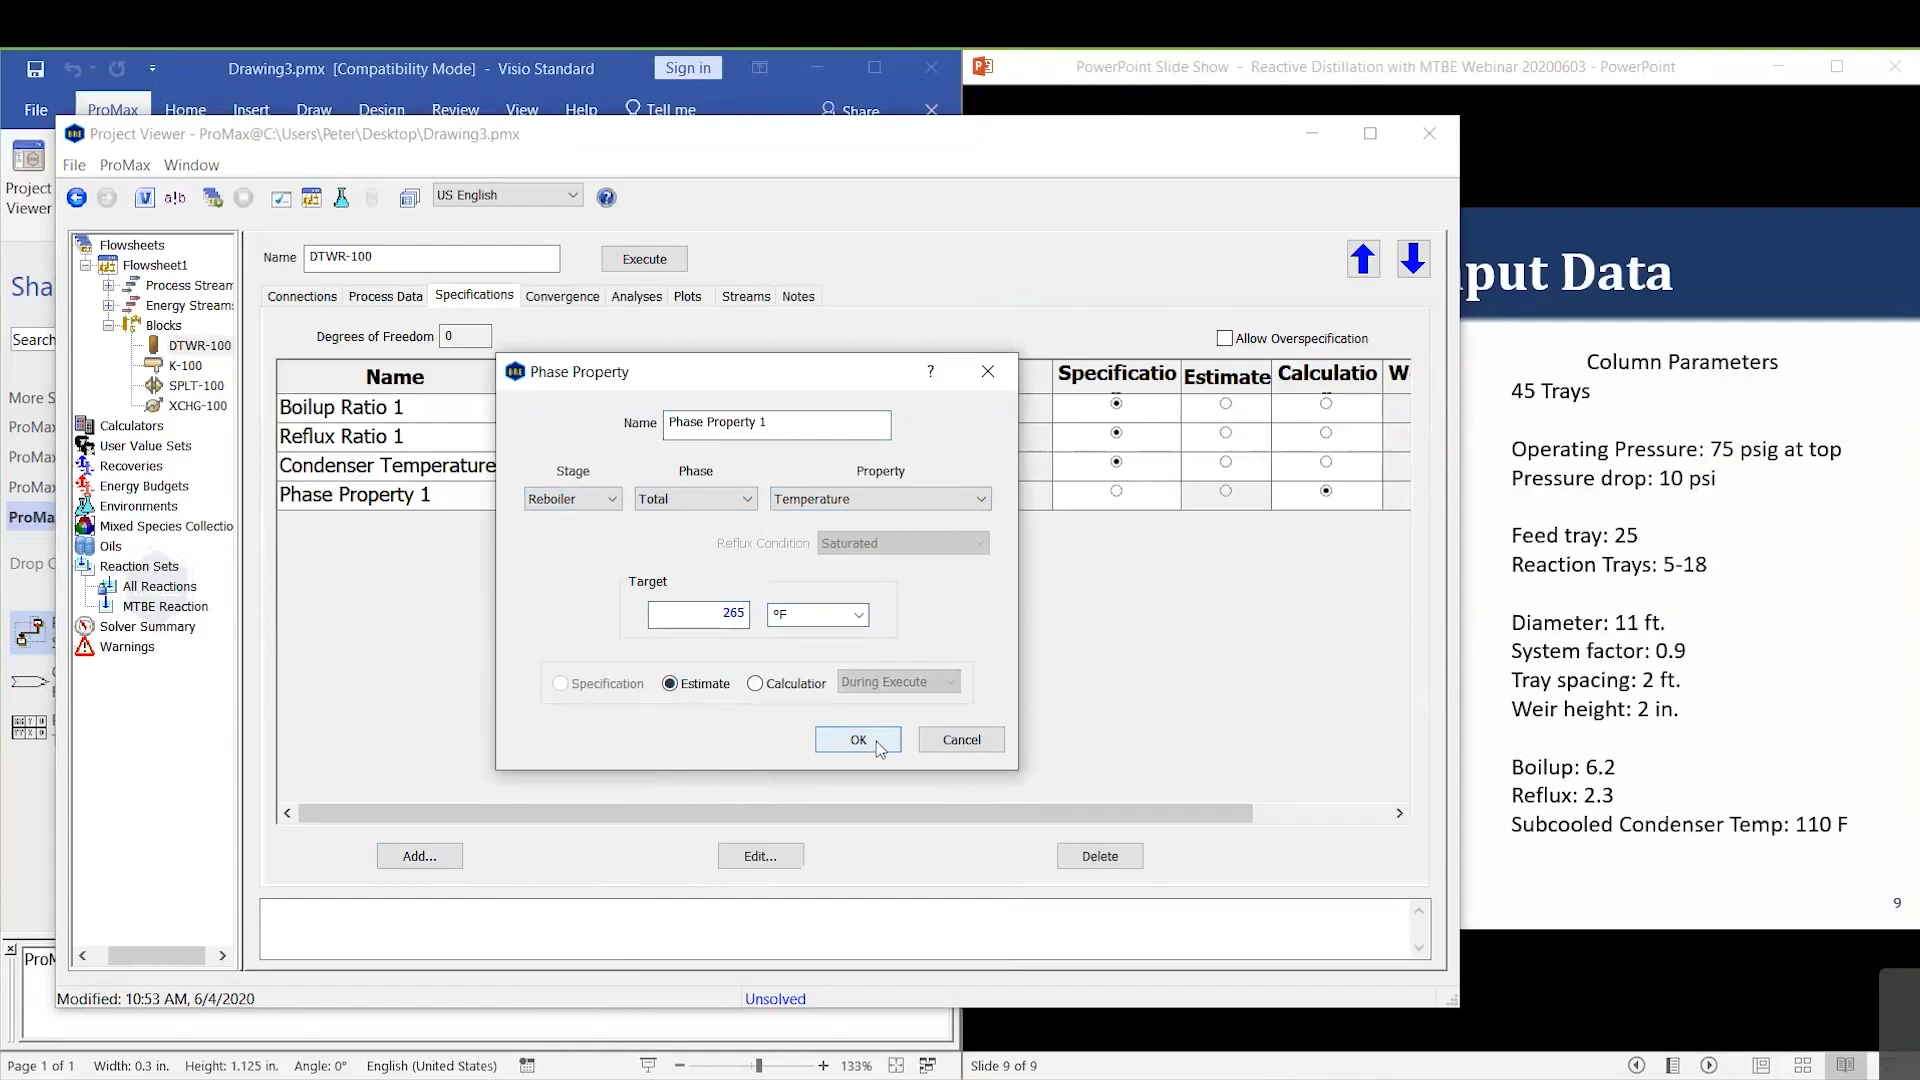 Drawing3.pmx [Compatibility Mode] - Visio Standard
Sign in
PowerPoint Slide Show - Reactive Distillation with MTBE Webinar 20200603 - PowerPoint
File ProMax Home Insert Draw Design Review View Help Tell me Share
Project Viewer - ProMax@C:\Users\Peter\Desktop\Drawing3.pmx
File ProMax Window
Project
Viewer
a!b
US English
Sha
Search
More S
ProMa
ProMa
ProMa
ProMa
Drop C
ProM
Flowsheets
Flowsheet1
Process Stream
Energy Stream
Blocks
DTWR-100
K-100
SPLT-100
XCHG-100
Calculators
User Value Sets
Recoveries
Energy Budgets
Environments
Mixed Species Collectio
Oils
Reaction Sets
All Reactions
MTBE Reaction
Solver Summary
Warnings
Name DTWR-100 Execute
Connections Process Data Specifications Convergence Analyses Plots Streams Notes
Degrees of Freedom 0
Allow Overspecification
Name Specificatio Estimate Calculatio W
Boilup Ratio 1
Reflux Ratio 1
Condenser Temperature
Phase Property 1
Phase Property ?
Name Phase Property 1
Stage Phase Property
Reboiler Total Temperature
Reflux Condition Saturated
Target
265 °F
Specification Estimate Calculatior During Execute
OK Cancel
Add... Edit... Delete
Modified: 10:53 AM, 6/4/2020
Unsolved
put Data
Column Parameters
45 Trays
Operating Pressure: 75 psig at top
Pressure drop: 10 psi
Feed tray: 25
Reaction Trays: 5-18
Diameter: 11 ft.
System factor: 0.9
Tray spacing: 2 ft.
Weir height: 2 in.
Boilup: 6.2
Reflux: 2.3
Subcooled Condenser Temp: 110 F
9
Page 1 of 1 Width: 0.3 in. Height: 1.125 in. Angle: 0° English (United States) 133%
Slide 9 of 9